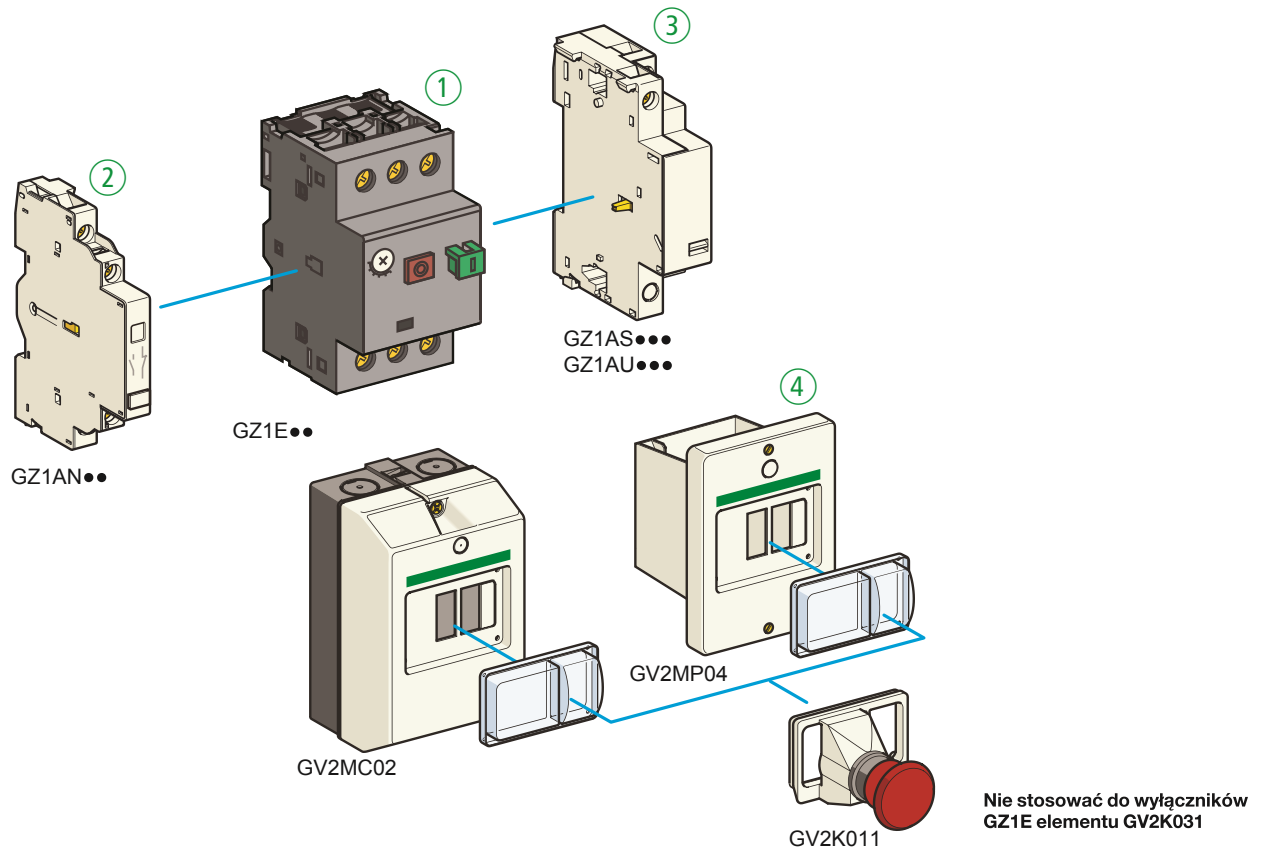 ①
③
②
GZ1AS●●●
GZ1AU●●●
④
GZ1E●●
GZ1AN●●
GV2MP04
GV2MC02
Nie stosować do wyłączników
GZ1E elementu GV2K031
GV2K011